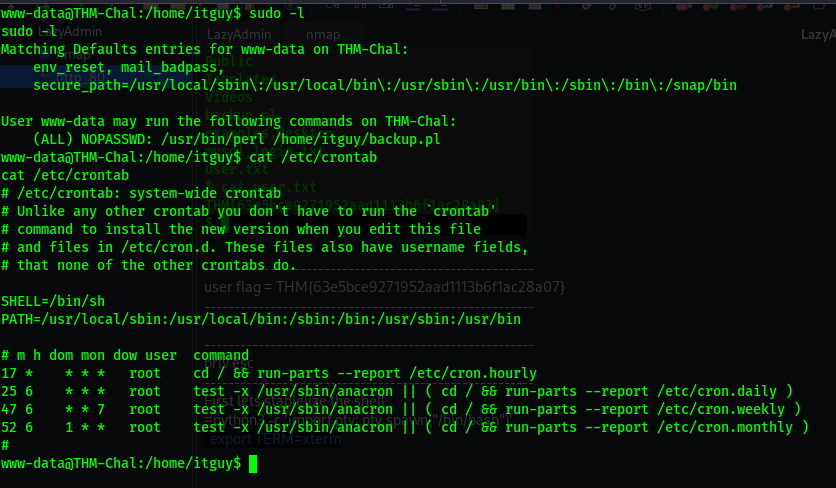 www-data@THM-Chal:/home/itguy$ sudo -l
sudo -l
Matching Defaults entries for www-data on THM-Chal:
    env_reset, mail_badpass,
    secure_path=/usr/local/sbin\:/usr/local/bin\:/usr/sbin\:/usr/bin\:/sbin\:/bin\:/snap/bin

User www-data may run the following commands on THM-Chal:
    (ALL) NOPASSWD: /usr/bin/perl /home/itguy/backup.pl
www-data@THM-Chal:/home/itguy$ cat /etc/crontab
cat /etc/crontab
# /etc/crontab: system-wide crontab
# Unlike any other crontab you don't have to run the `crontab'
# command to install the new version when you edit this file
# and files in /etc/cron.d. These files also have username fields,
# that none of the other crontabs do.

SHELL=/bin/sh
PATH=/usr/local/sbin:/usr/local/bin:/sbin:/bin:/usr/sbin:/usr/bin

# m h dom mon dow user  command
17 *    * * *   root    cd / && run-parts --report /etc/cron.hourly
25 6    * * *   root    test -x /usr/sbin/anacron || ( cd / && run-parts --report /etc/cron.daily )
47 6    * * 7   root    test -x /usr/sbin/anacron || ( cd / && run-parts --report /etc/cron.weekly )
52 6    1 * *   root    test -x /usr/sbin/anacron || ( cd / && run-parts --report /etc/cron.monthly )
#
www-data@THM-Chal:/home/itguy$
LazyAdmin
nmap
Public
Videos
user.txt
user flag = THM{63e5bce9271952aad1113b6f1ac28a07}
priv esc
export TERM=xterm